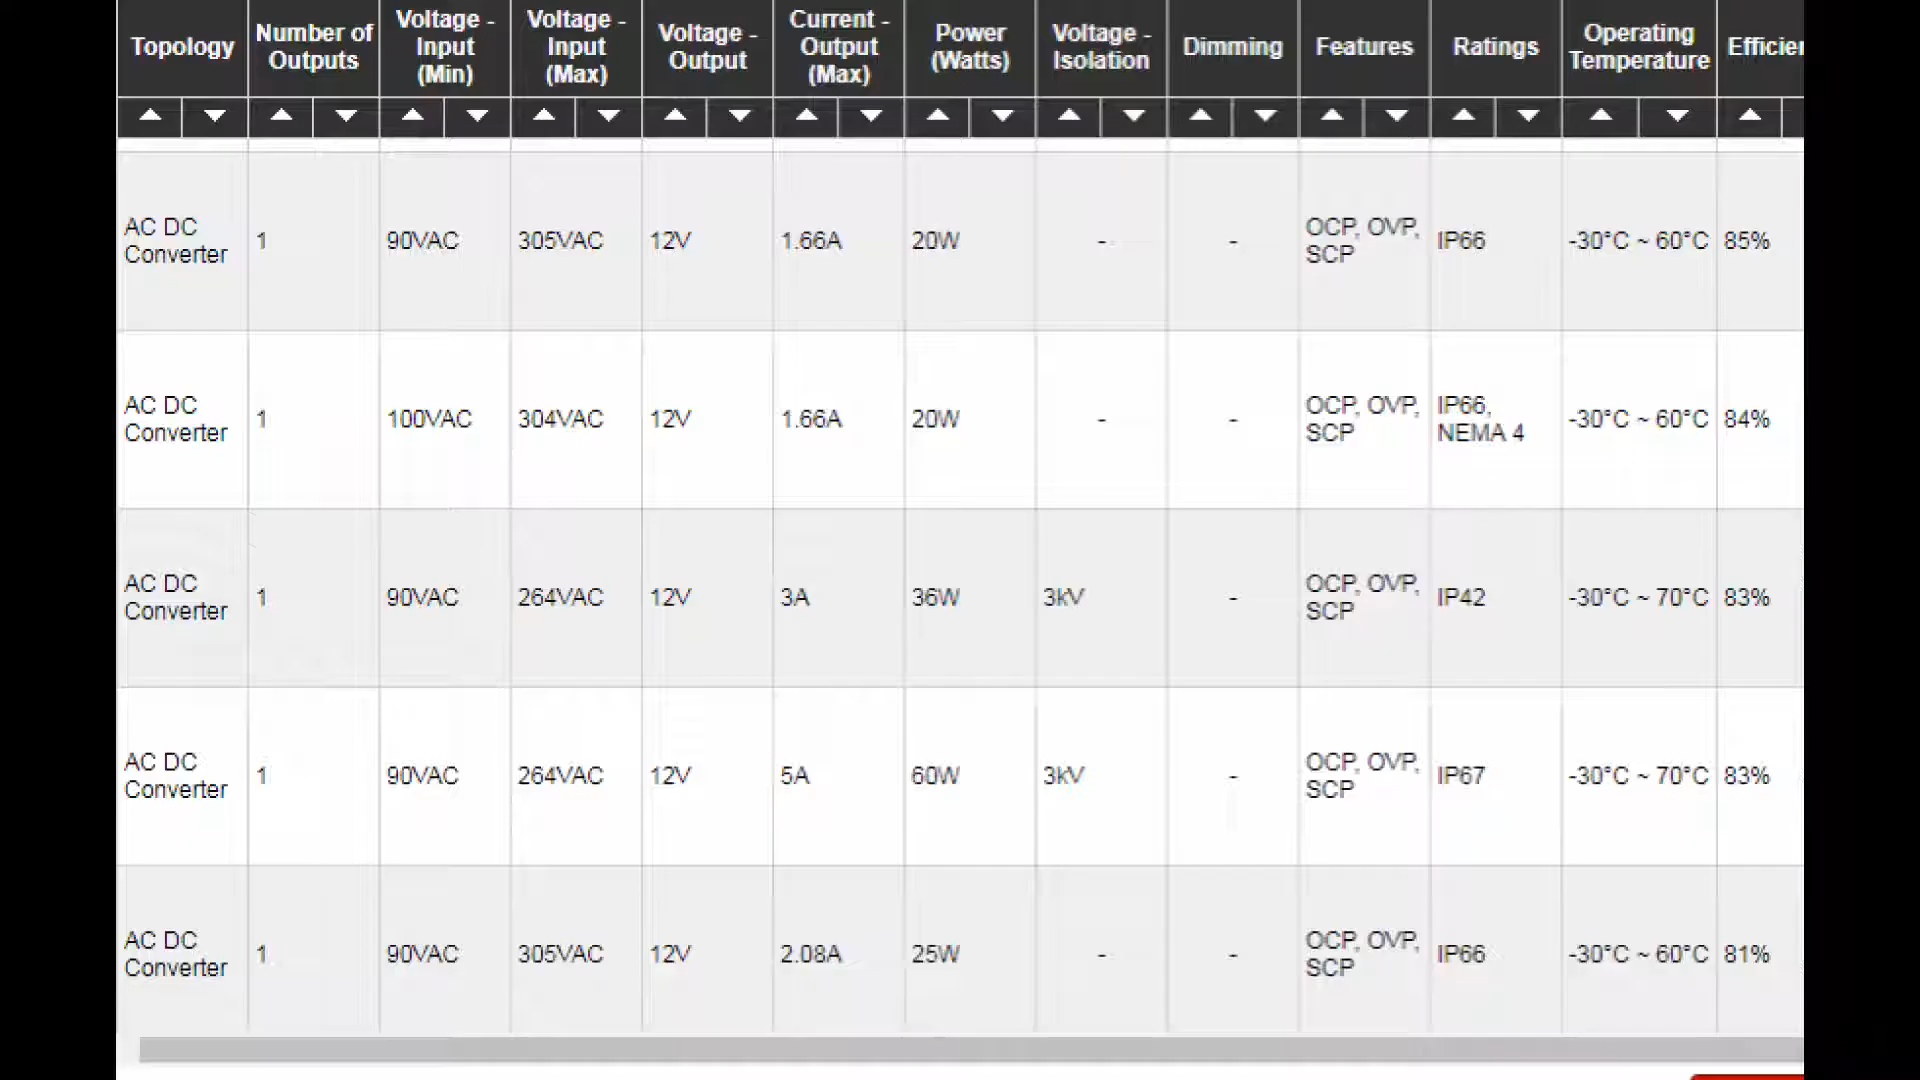 Topology Number of Outputs Voltage - Input (Min) Voltage - Input (Max) Voltage - Output Current - Output (Max) Power (Watts) Voltage - Isolation Dimming Features Ratings Operating Temperature Efficien
AC DC Converter 1 90VAC 305VAC 12V 1.66A 20W - - OCP, OVP, SCP IP66 -30°C ~ 60°C 85%
AC DC Converter 1 100VAC 304VAC 12V 1.66A 20W - - OCP, OVP, SCP IP66, NEMA 4 -30°C ~ 60°C 84%
AC DC Converter 1 90VAC 264VAC 12V 3A 36W 3kV - OCP, OVP, SCP IP42 -30°C ~ 70°C 83%
AC DC Converter 1 90VAC 264VAC 12V 5A 60W 3kV - OCP, OVP, SCP IP67 -30°C ~ 70°C 83%
AC DC Converter 1 90VAC 305VAC 12V 2.08A 25W - - OCP, OVP, SCP IP66 -30°C ~ 60°C 81%